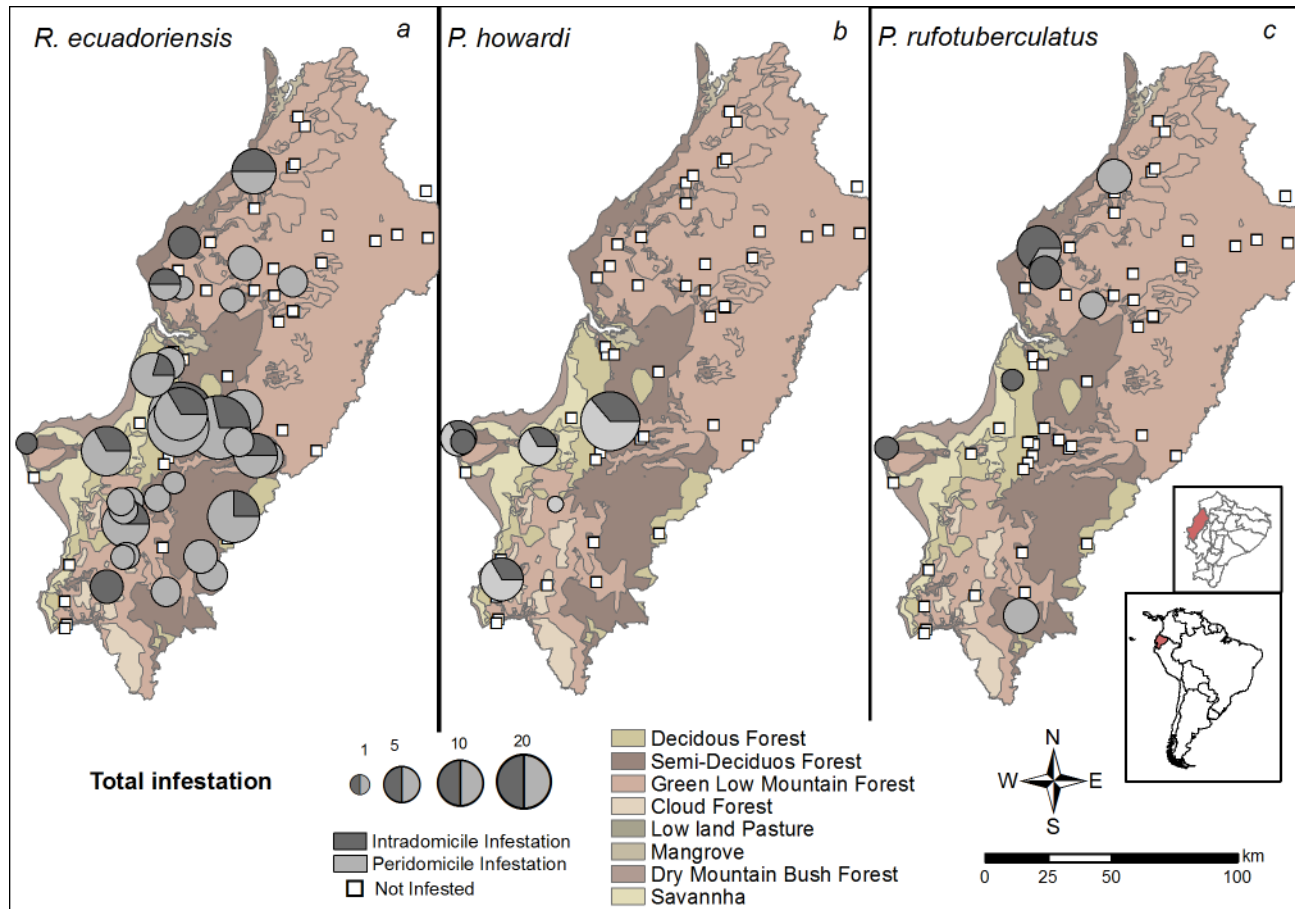 R. ecuadoriensis
a
P. howardi
b
P. rufotuberculatus
c
Total infestation
1
5
10
20
Intradomicile Infestation
Peridomicile Infestation
Not Infested
Decidous Forest
Semi-Deciduos Forest
Green Low Mountain Forest
Cloud Forest
Low land Pasture
Mangrove
Dry Mountain Bush Forest
Savannha
N
W
E
S
km
0
25
50
100